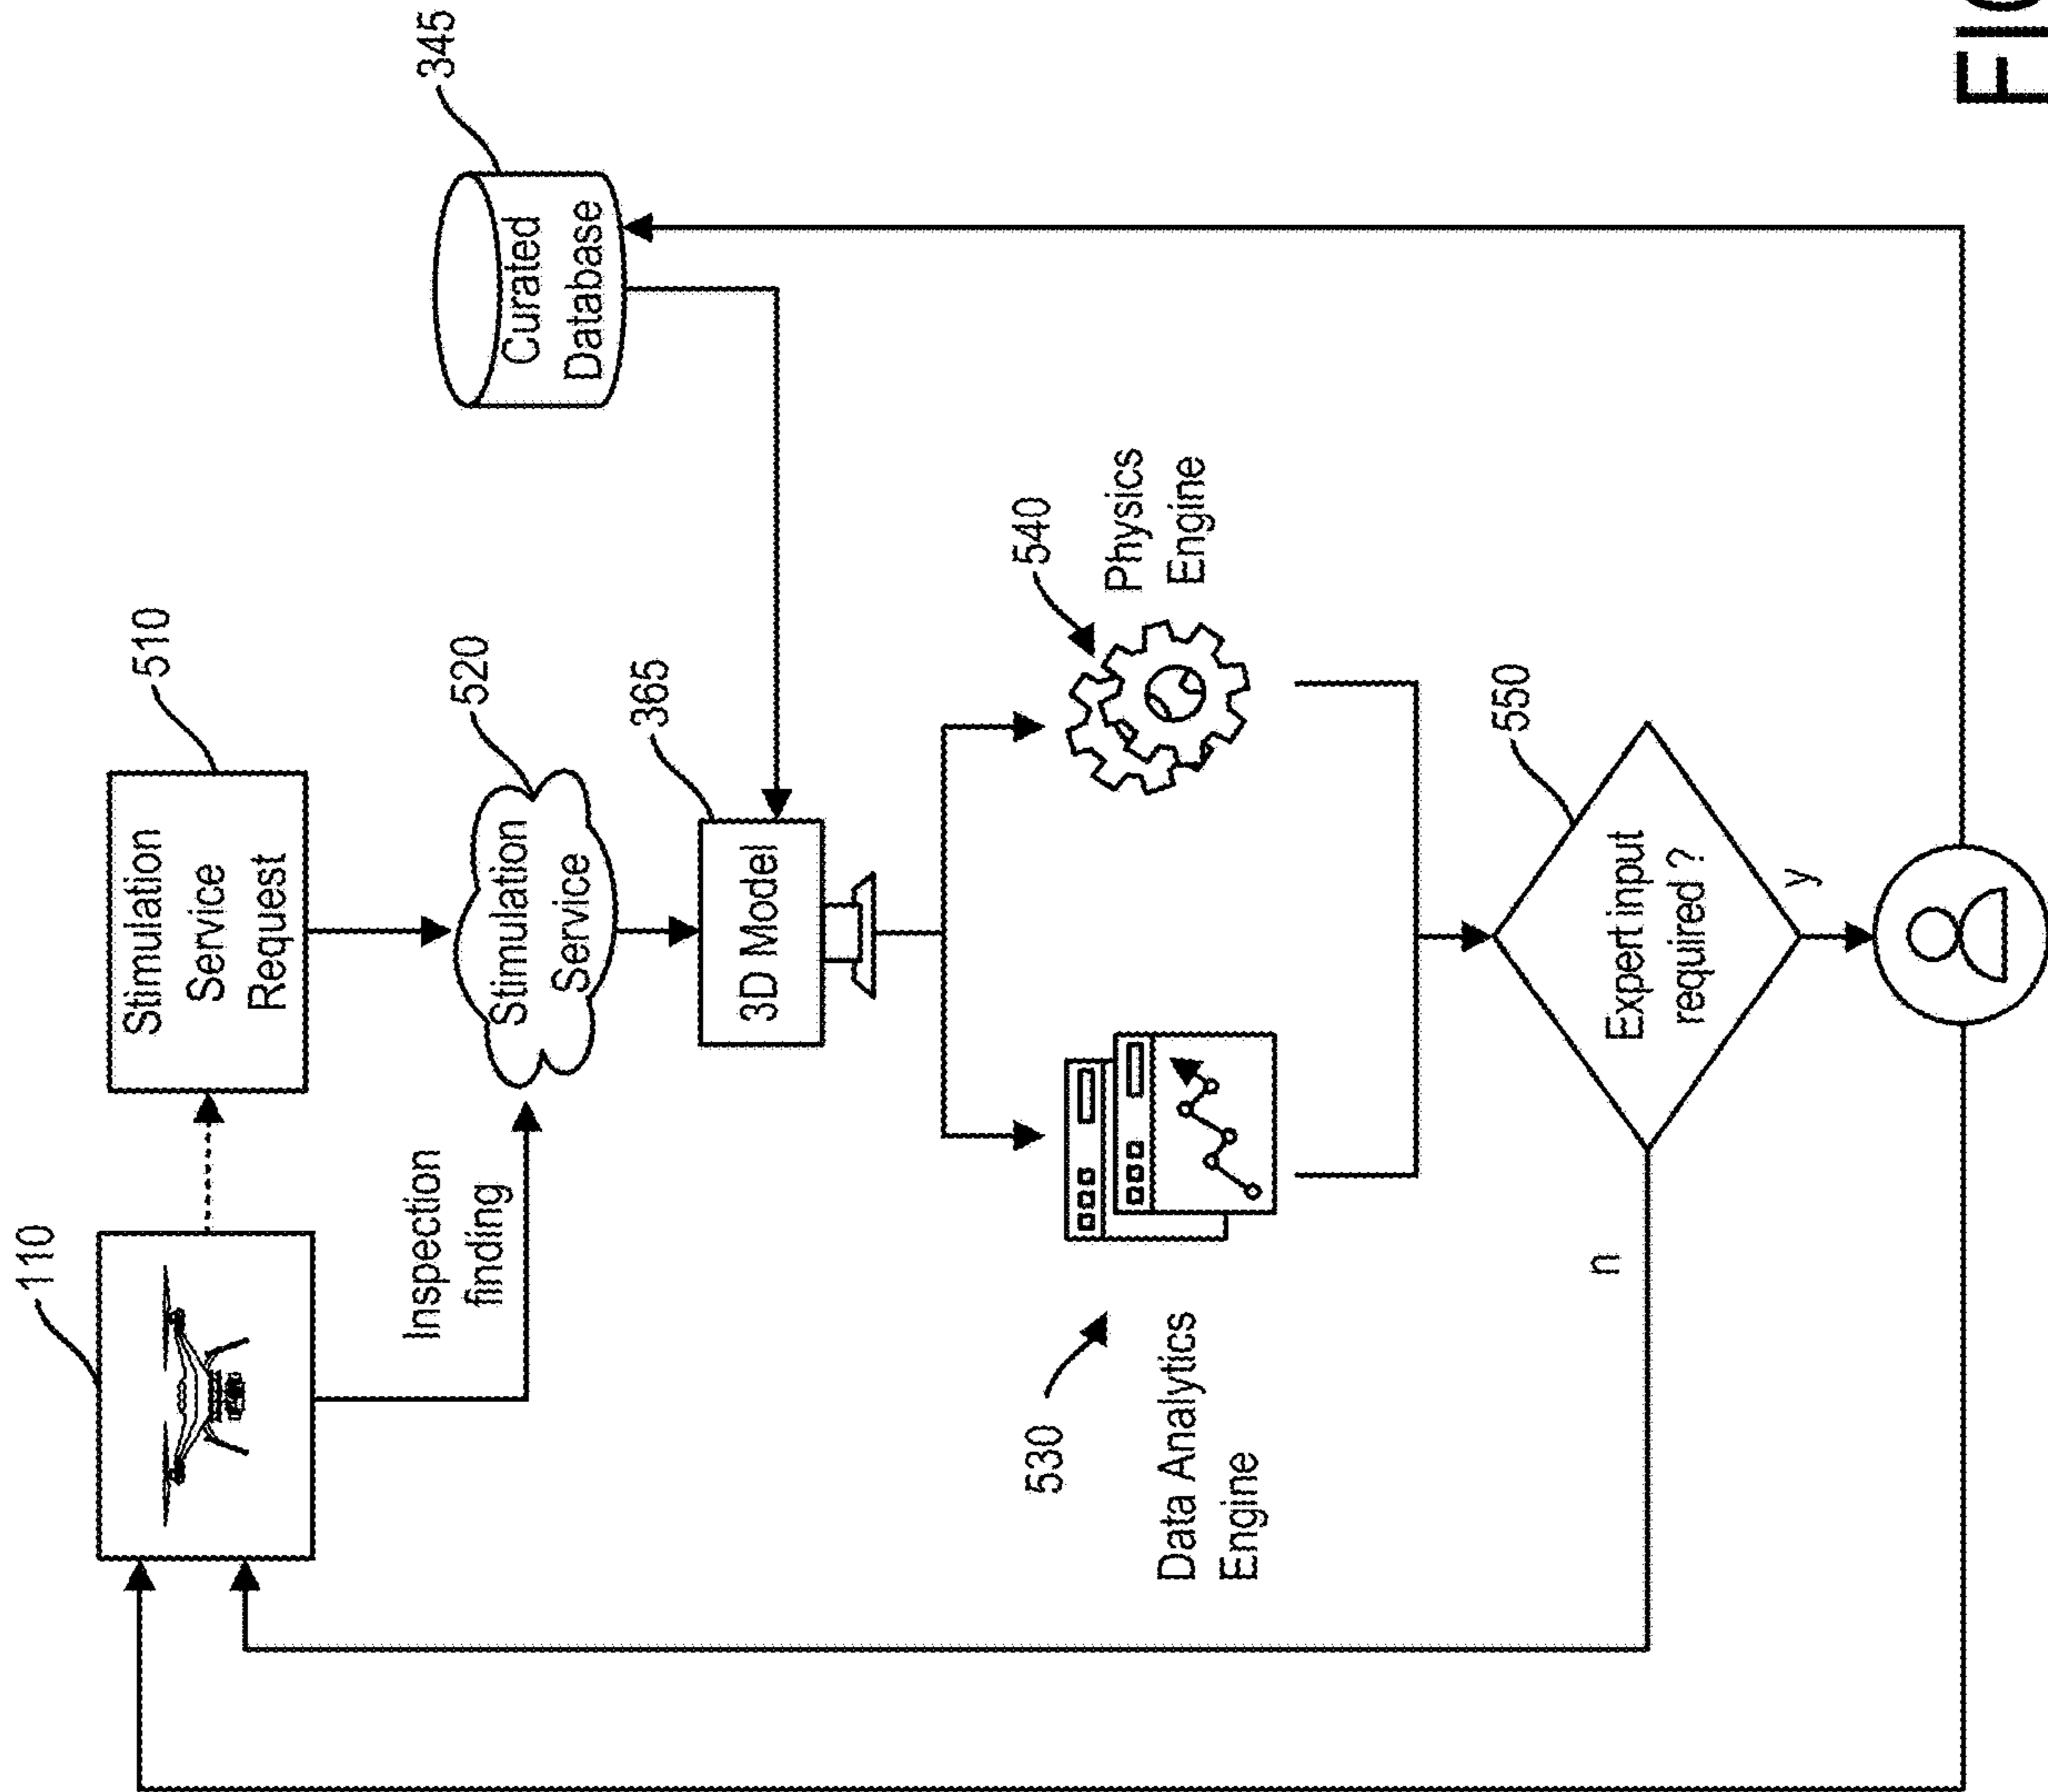 110
510
Stimulation
Service
Request
345
Inspection
finding
520
Stimulation
Service
Curated
Database
365
3D Model
530
Data Analytics
Engine
540
Physics
Engine
550
Expert input
required ?
n
y